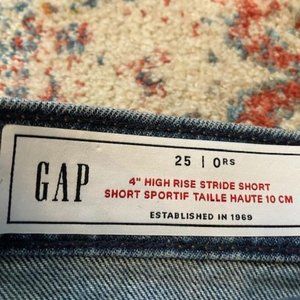 GAP
25 | 0RS
4" HIGH RISE STRIDE SHORT
SHORT SPORTIF TAILLE HAUTE 10 CM
ESTABLISHED IN 1969